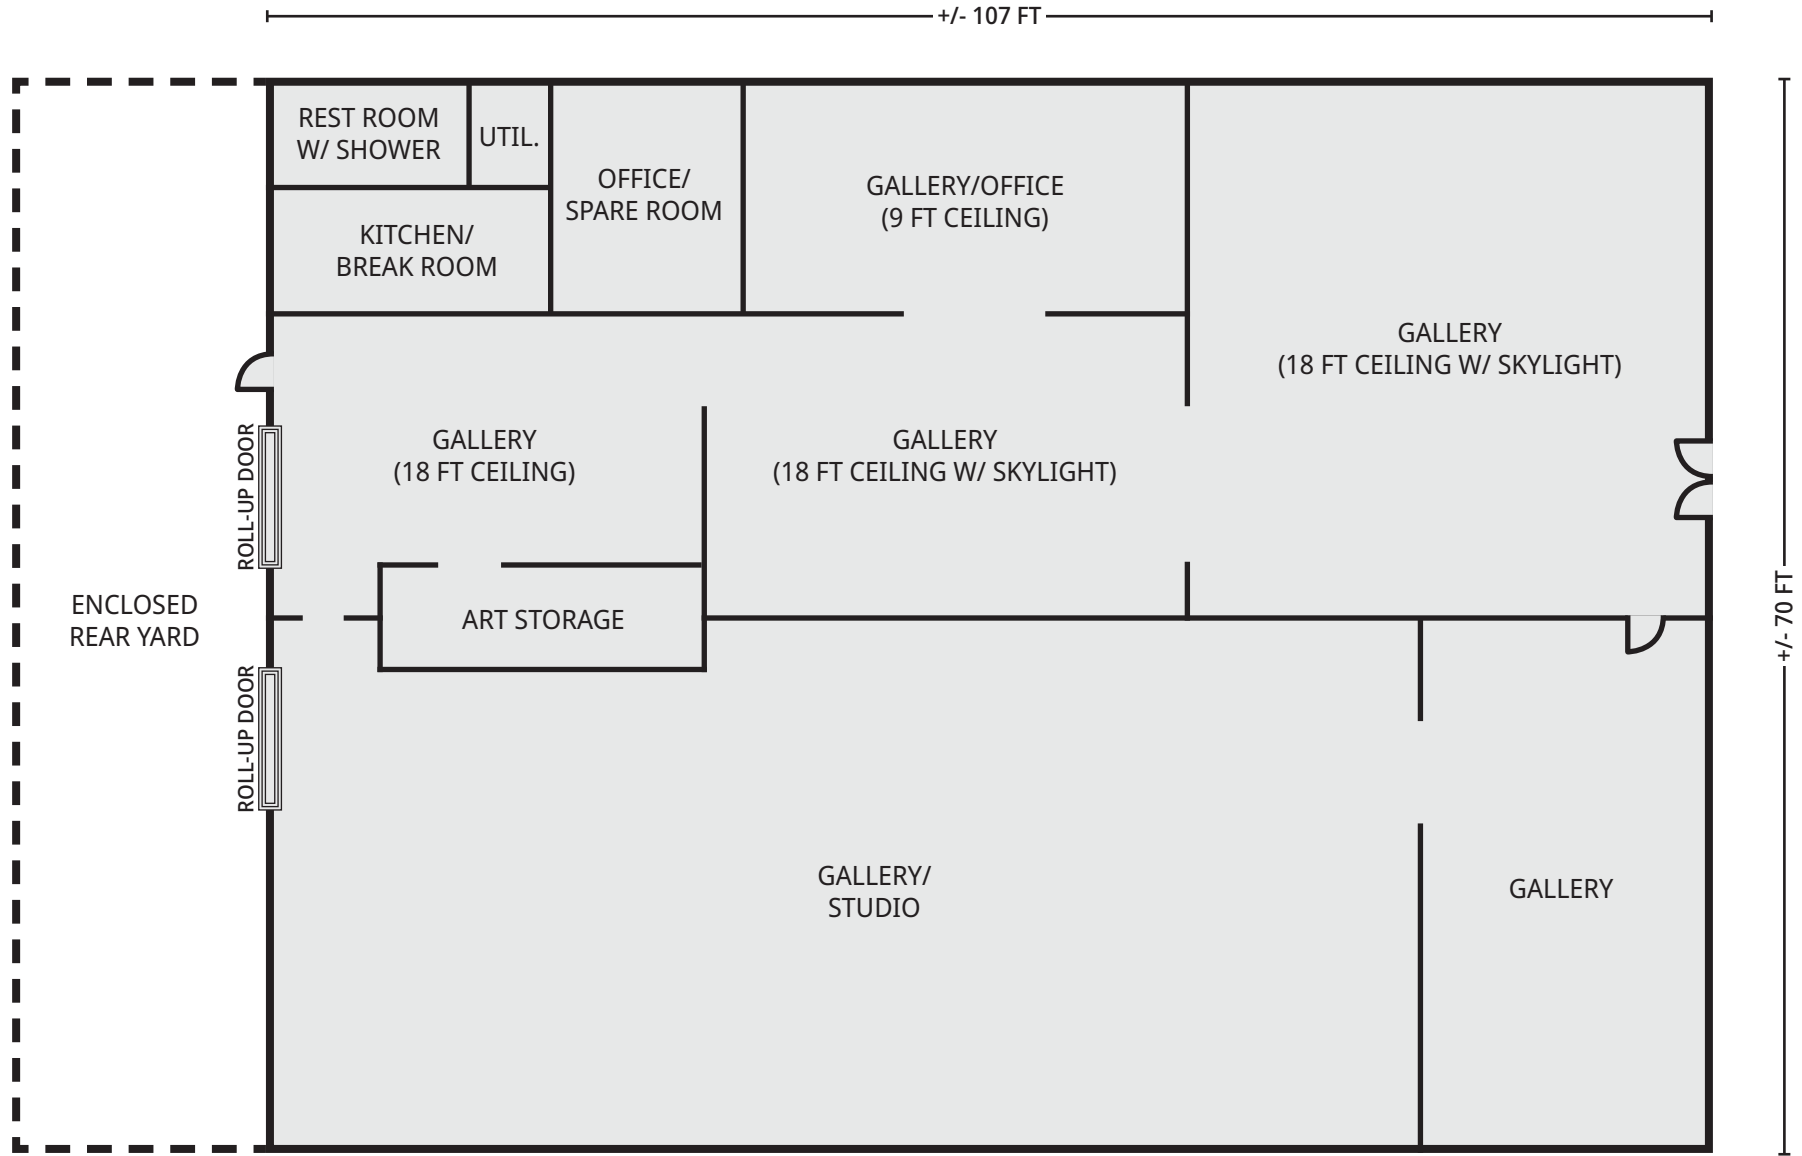 +/- 107 FT
REST ROOM
W/ SHOWER
UTIL.
OFFICE/
SPARE ROOM
GALLERY/OFFICE
(9 FT CEILING)
KITCHEN/
BREAK ROOM
GALLERY
(18 FT CEILING W/ SKYLIGHT)
GALLERY
(18 FT CEILING)
GALLERY
(18 FT CEILING W/ SKYLIGHT)
ROLL-UP DOOR
ENCLOSED
REAR YARD
ART STORAGE
+/- 70 FT
ROLL-UP DOOR
GALLERY/
STUDIO
GALLERY